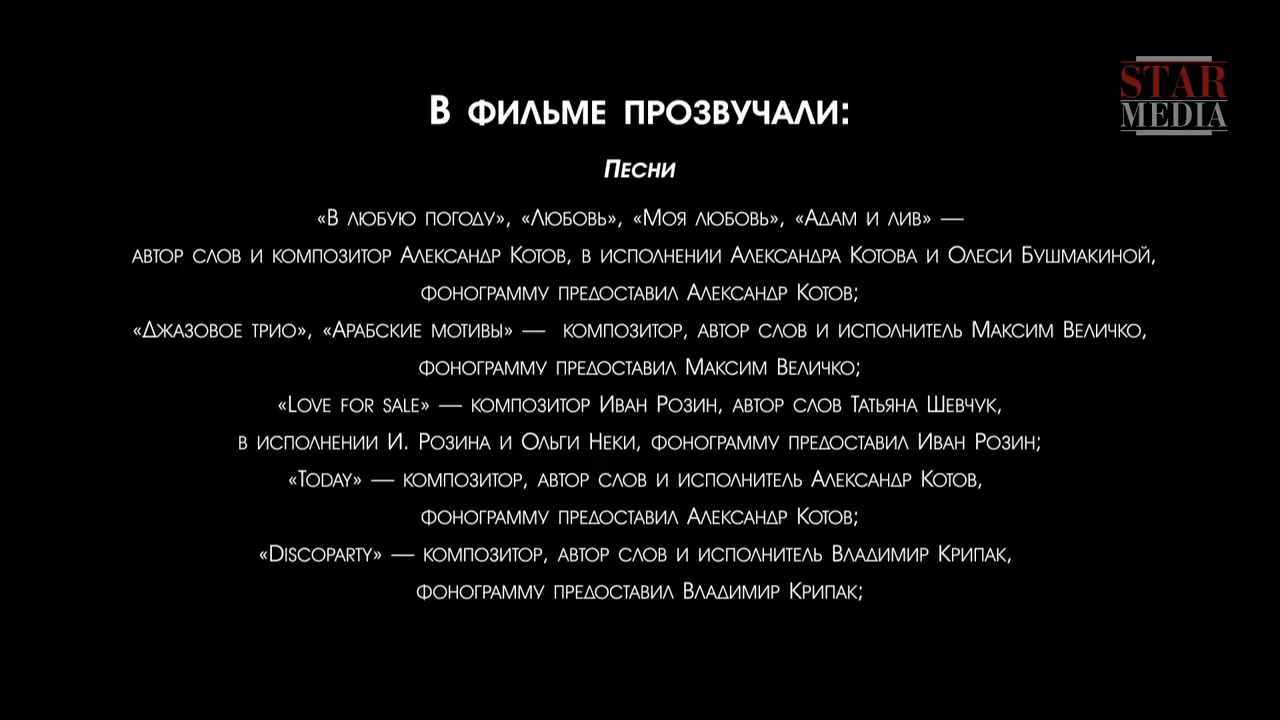 STAR
MEDIA
В ФИЛЬМЕ ПРОЗВУЧАЛИ:
ПЕСНИ
«В ЛЮБУЮ ПОГОДУ», «ЛЮБОВЬ», «МОЯ ЛЮБОВЬ», «АДАМ И ЛИВ» —
АВТОР СЛОВ И КОМПОЗИТОР АЛЕКСАНДР КОТОВ, В ИСПОЛНЕНИИ АЛЕКСАНДРА КОТОВА И ОЛЕСИ БУШМАКИНОЙ,
ФОНОГРАММУ ПРЕДОСТАВИЛ АЛЕКСАНДР КОТОВ;
«ДЖАЗОВОЕ ТРИО», «АРАБСКИЕ МОТИВЫ» — КОМПОЗИТОР, АВТОР СЛОВ И ИСПОЛНИТЕЛЬ МАКСИМ ВЕЛИЧКО,
ФОНОГРАММУ ПРЕДОСТАВИЛ МАКСИМ ВЕЛИЧКО;
«LOVE FOR SALE» — КОМПОЗИТОР ИВАН РОЗИН, АВТОР СЛОВ ТАТЬЯНА ШЕВЧУК,
В ИСПОЛНЕНИИ И. РОЗИНА И ОЛЬГИ НЕКИ, ФОНОГРАММУ ПРЕДОСТАВИЛ ИВАН РОЗИН;
«TODAY» — КОМПОЗИТОР, АВТОР СЛОВ И ИСПОЛНИТЕЛЬ АЛЕКСАНДР КОТОВ,
ФОНОГРАММУ ПРЕДОСТАВИЛ АЛЕКСАНДР КОТОВ;
«DISCOPARTY» — КОМПОЗИТОР, АВТОР СЛОВ И ИСПОЛНИТЕЛЬ ВЛАДИМИР КРИПАК,
ФОНОГРАММУ ПРЕДОСТАВИЛ ВЛАДИМИР КРИПАК;